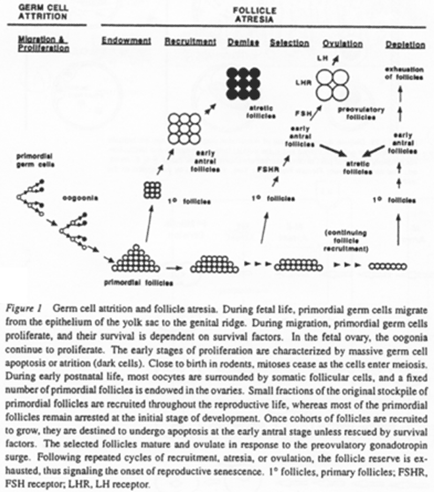 GERM CELL
ATTRITION
FOLLICLE
ATRESIA
Migration &
Proliferation
Endowment
Recruitment
Demise
Selection
Ovulation
Depletion
LH
LHR
FSH
FSHR
exhaustion
of follicles
preovulatory
follicles
atretic
follicles
early
antral
follicles
early
antral
follicles
early
antral
follicles
atretic
follicles
primordial
germ cells
oogoonia
1° follicles
1° follicles
1° follicles
(continuing
follicle
recruitment)
primordial follicles
Figure 1 Germ cell attrition and follicle atresia. During fetal life, primordial germ cells migrate
from the epithelium of the yolk sac to the genital ridge. During migration, primordial germ cells
proliferate, and their survival is dependent on survival factors. In the fetal ovary, the oogonia
continue to proliferate. The early stages of proliferation are characterized by massive germ cell
apoptosis or atrition (dark cells). Close to birth in rodents, mitoses cease as the cells enter meiosis.
During early postnatal life, most oocytes are surrounded by somatic follicular cells, and a fixed
number of primordial follicles is endowed in the ovaries. Small fractions of the original stockpile of
primordial follicles are recruited throughout the reproductive life, whereas most of the primordial
follicles remain arrested at the initial stage of development. Once cohorts of follicles are recruited
to grow, they are destined to undergo apoptosis at the early antral stage unless rescued by survival
factors. The selected follicles mature and ovulate in response to the preovulatory gonadotropin
surge. Following repeated cycles of recruitment, atresia, or ovulation, the follicle reserve is ex-
hausted, thus signaling the onset of reproductive senescence. 1° follicles, primary follicles; FSHR,
FSH receptor; LHR, LH receptor.